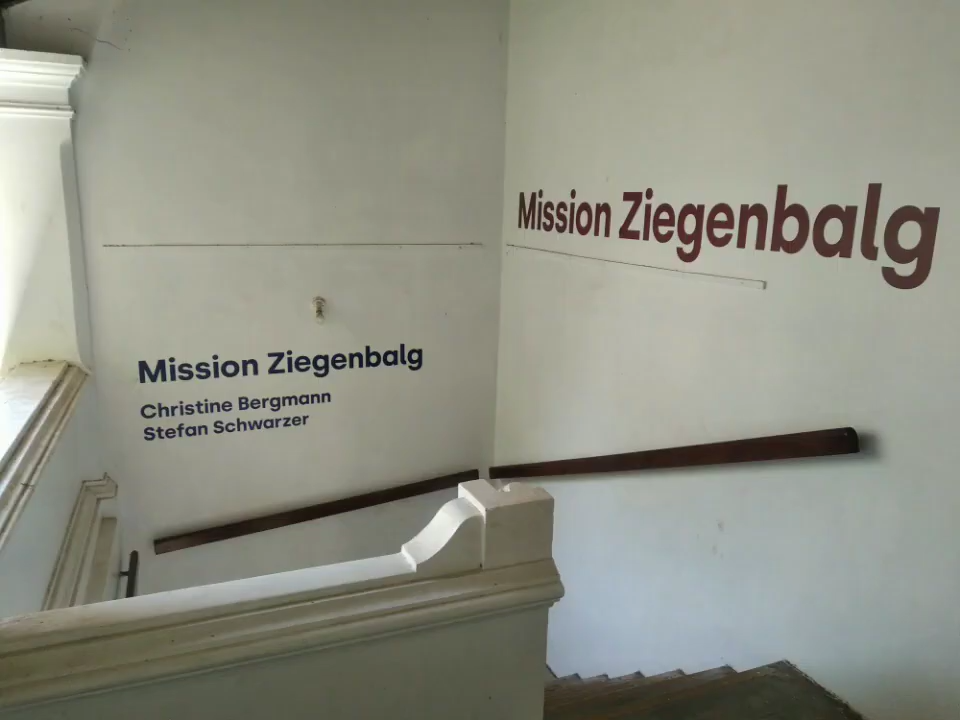 Mission Ziegenbalg
Christine Bergmann
Stefan Schwarzer
Mission Ziegenbalg